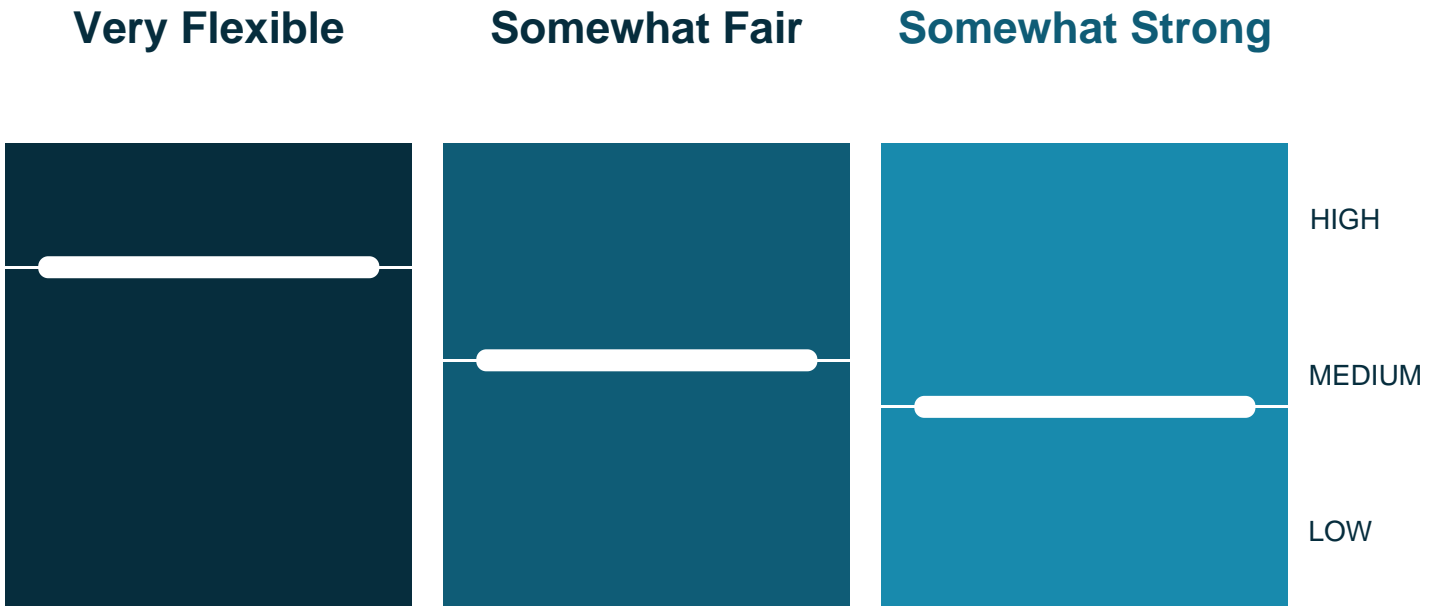 Very Flexible
Somewhat Fair
Somewhat Strong
HIGH
MEDIUM
LOW